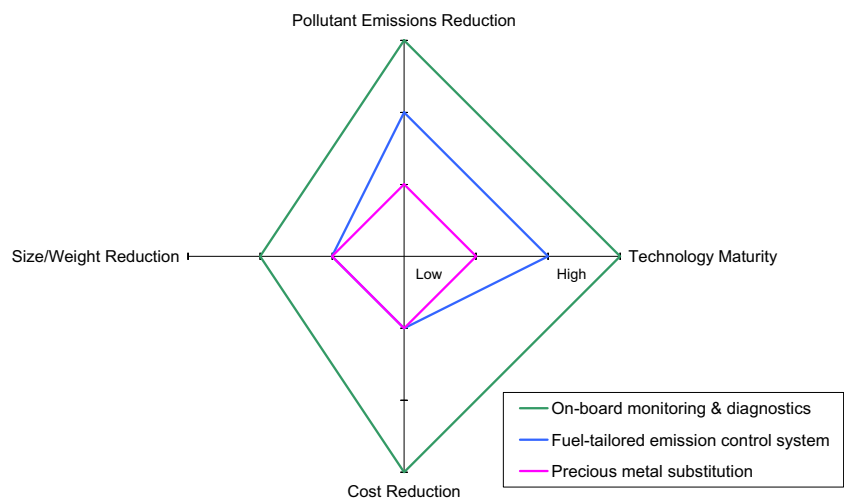 Pollutant Emissions Reduction
Size/Weight Reduction
Technology Maturity
Low
High
On-board monitoring & diagnostics
Fuel-tailored emission control system
Precious metal substitution
Cost Reduction